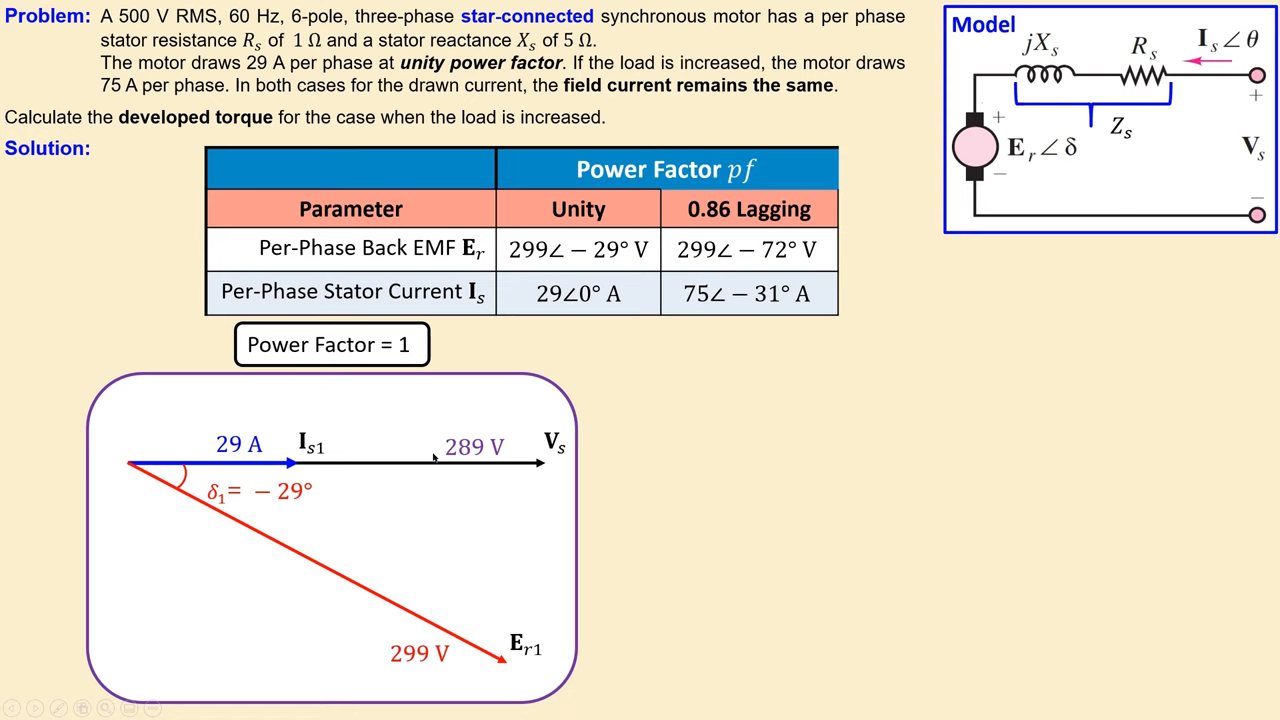 Problem: A 500 V RMS, 60 Hz, 6-pole, three-phase star-connected synchronous motor has a per phase
stator resistance Rₛ of 1 Ω and a stator reactance Xₛ of 5 Ω.
The motor draws 29 A per phase at unity power factor. If the load is increased, the motor draws
75 A per phase. In both cases for the drawn current, the field current remains the same.
Calculate the developed torque for the case when the load is increased.
Solution:
Model
jXₛ Rₛ Iₛ∠θ
+
+
Zₛ
Eᵣ∠δ
Vₛ
−
−
Power Factor pf
Parameter Unity 0.86 Lagging
Per-Phase Back EMF Eᵣ 299∠ − 29° V 299∠ − 72° V
Per-Phase Stator Current Iₛ 29∠0° A 75∠ − 31° A
Power Factor = 1
29 A Iₛ₁ 289 V Vₛ
δ₁= − 29°
299 V Eᵣ₁